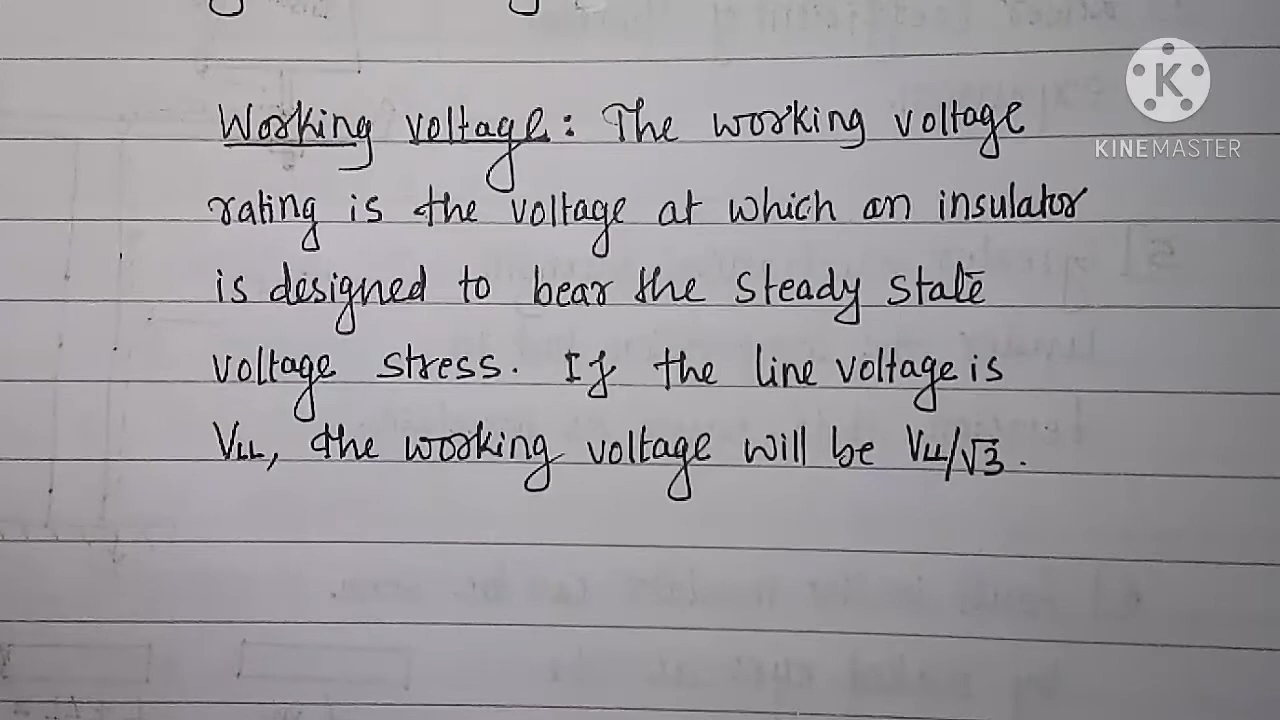 K
KINEMASTER
Working voltage: The working voltage
rating is the voltage at which an insulator
is designed to bear the steady state
voltage stress. If the line voltage is
VLL, the working voltage will be VLL/√3.